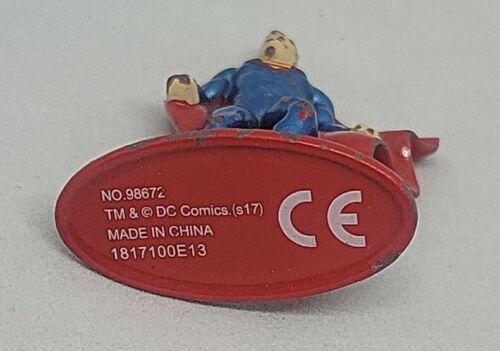 NO.98672
TM & © DC Comics.(s17)
MADE IN CHINA
1817100E13
CE